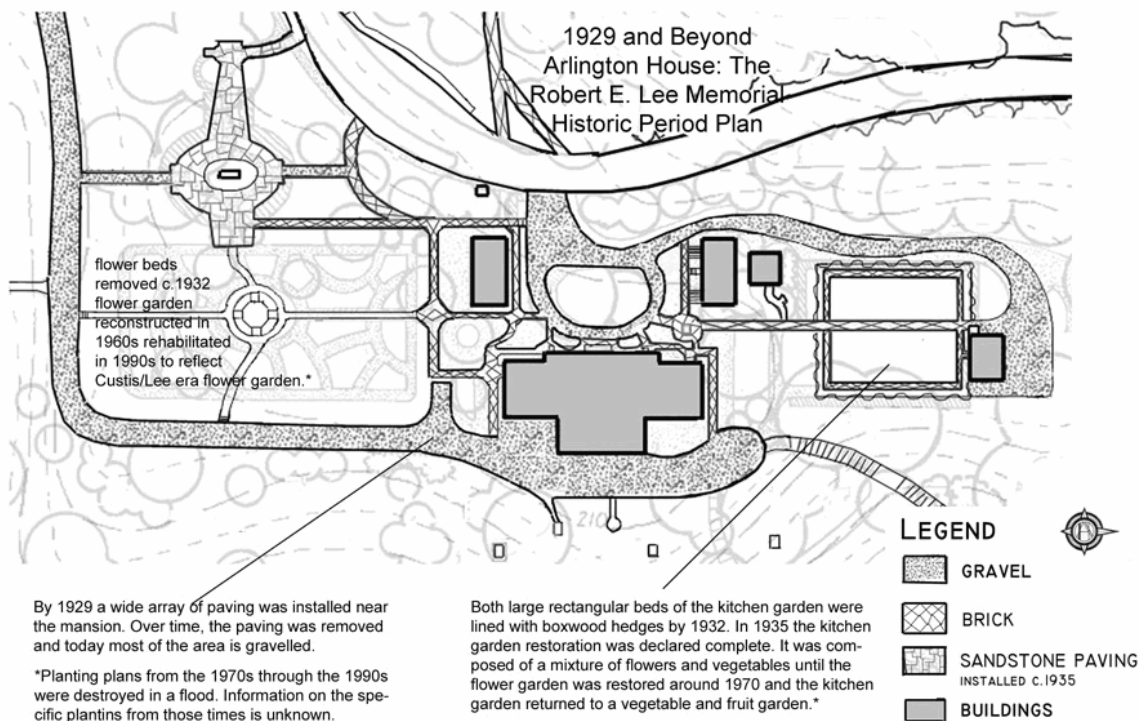 1929 and Beyond
Arlington House: The
Robert E. Lee Memorial
Historic Period Plan
flower beds
removed c.1932
flower garden
reconstructed in
1960s rehabilitated
in 1990s to reflect
Custis/Lee era flower garden.*
210
By 1929 a wide array of paving was installed near
the mansion. Over time, the paving was removed
and today most of the area is gravelled.
*Planting plans from the 1970s through the 1990s
were destroyed in a flood. Information on the spe-
cific plantins from those times is unknown.
Both large rectangular beds of the kitchen garden were
lined with boxwood hedges by 1932. In 1935 the kitchen
garden restoration was declared complete. It was com-
posed of a mixture of flowers and vegetables until the
flower garden was restored around 1970 and the kitchen
garden returned to a vegetable and fruit garden.*
LEGEND
GRAVEL
BRICK
SANDSTONE PAVING
INSTALLED C.1935
BUILDINGS